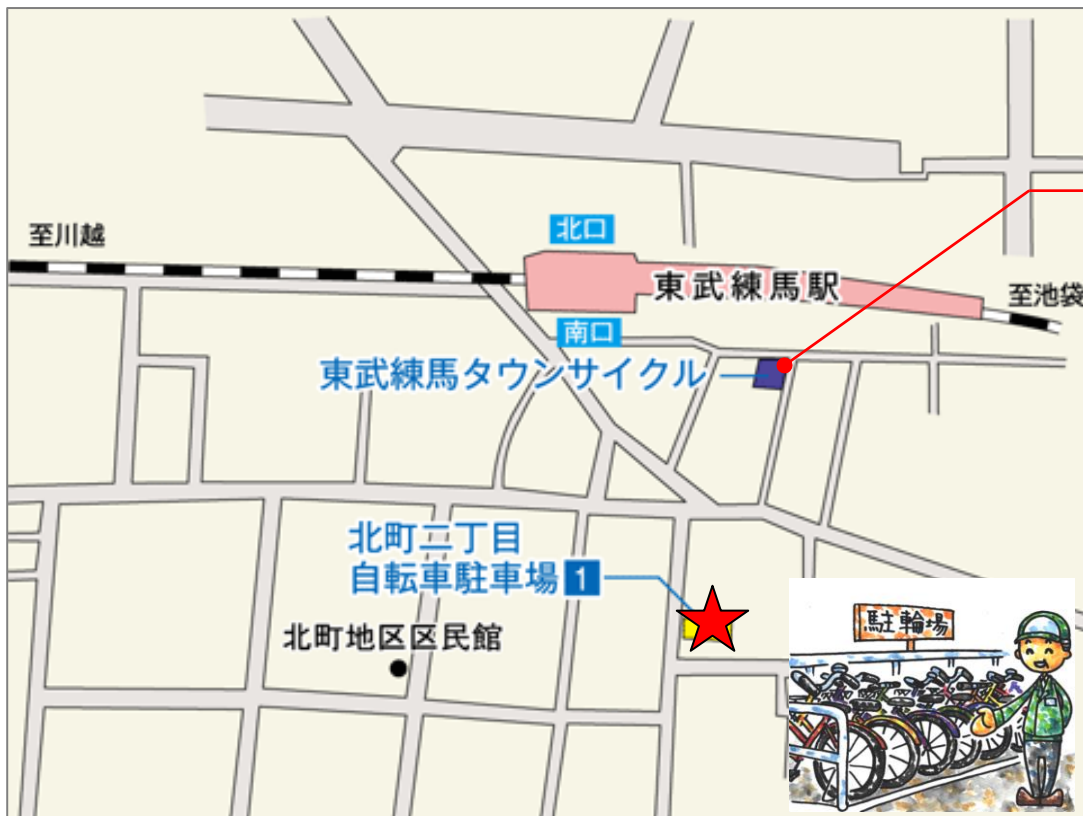 北口
至川越
東武練馬駅
至池袋
南口
東武練馬タウンサイクル
北町二丁目
自転車駐車場 1
北町地区区民館
駐輪場